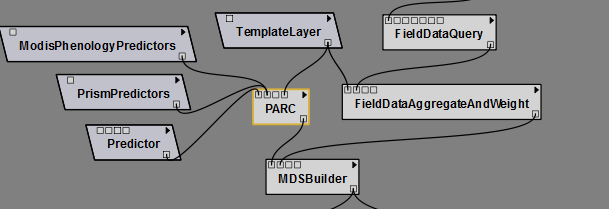 TemplateLayer
FieldDataQuery
ModisPhenologyPredictors
PrismPredictors
PARC
FieldDataAggregateAndWeight
Predictor
MDSBuilder